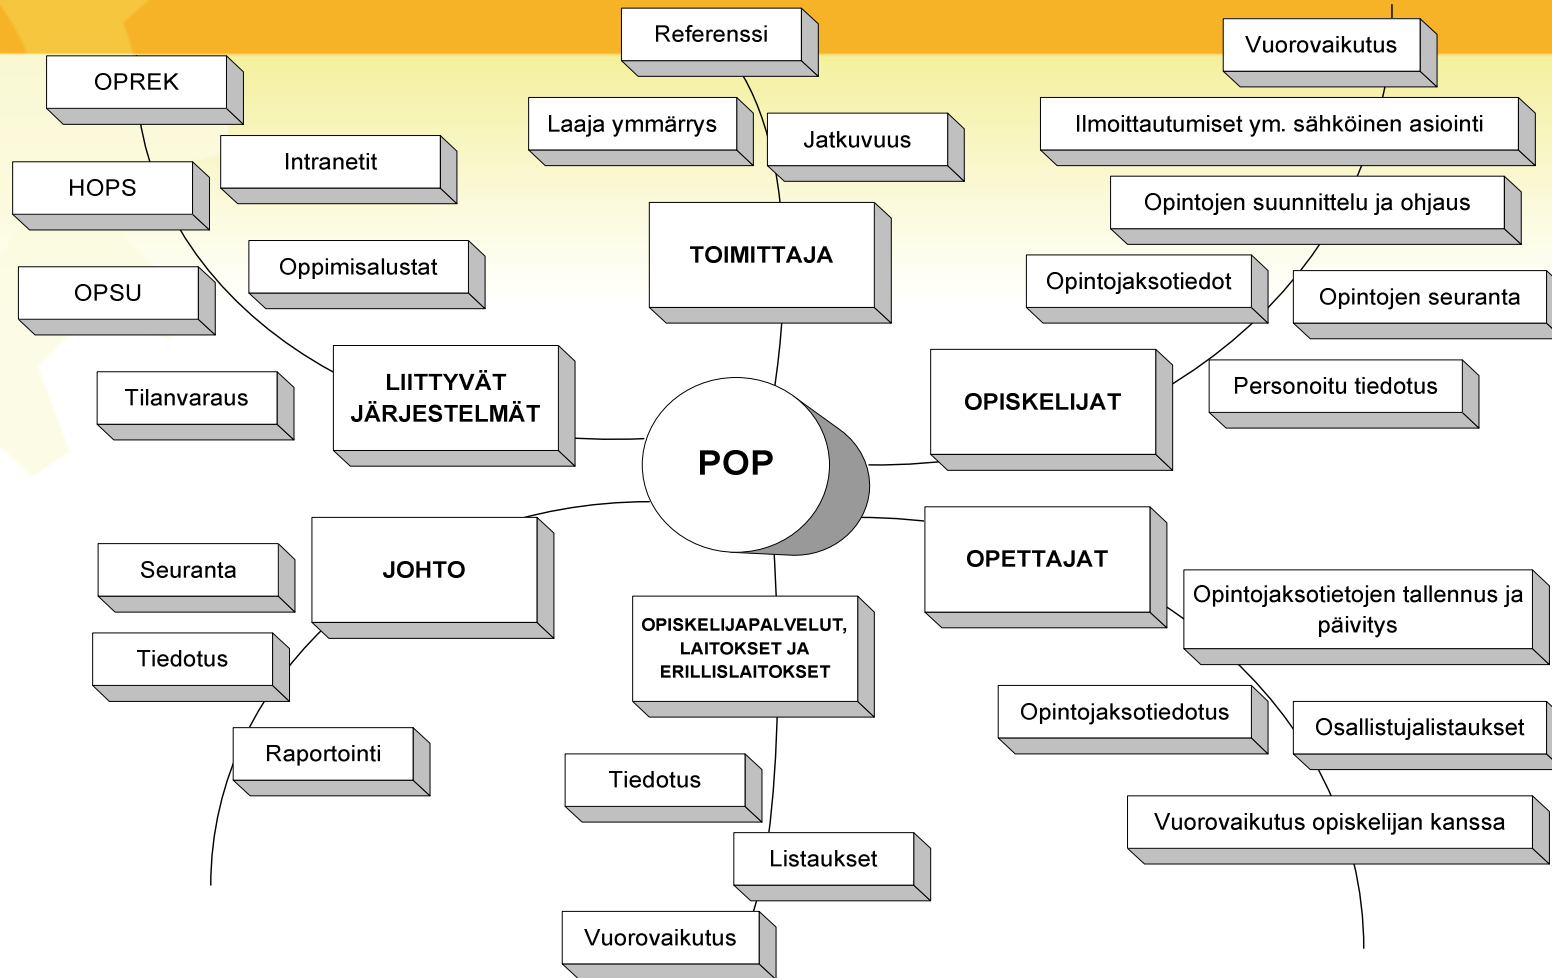 Referenssi
Laaja ymmärrys
Jatkuvuus
TOIMITTAJA
OPREK
Intranetit
HOPS
Oppimisalustat
OPSU
Tilanvaraus
LIITTYVÄT
JÄRJESTELMÄT
Vuorovaikutus
Ilmoittautumiset ym. sähköinen asiointi
Opintojen suunnittelu ja ohjaus
Opintojaksotiedot
Opintojen seuranta
Personoitu tiedotus
OPISKELIJAT
POP
JOHTO
Seuranta
Tiedotus
Raportointi
OPISKELIJAPALVELUT,
LAITOKSET JA
ERILLISLAITOKSET
Tiedotus
Listaukset
Vuorovaikutus
OPETTAJAT
Opintojaksotietojen tallennus ja
päivitys
Opintojaksotiedotus
Osallistujalistaukset
Vuorovaikutus opiskelijan kanssa